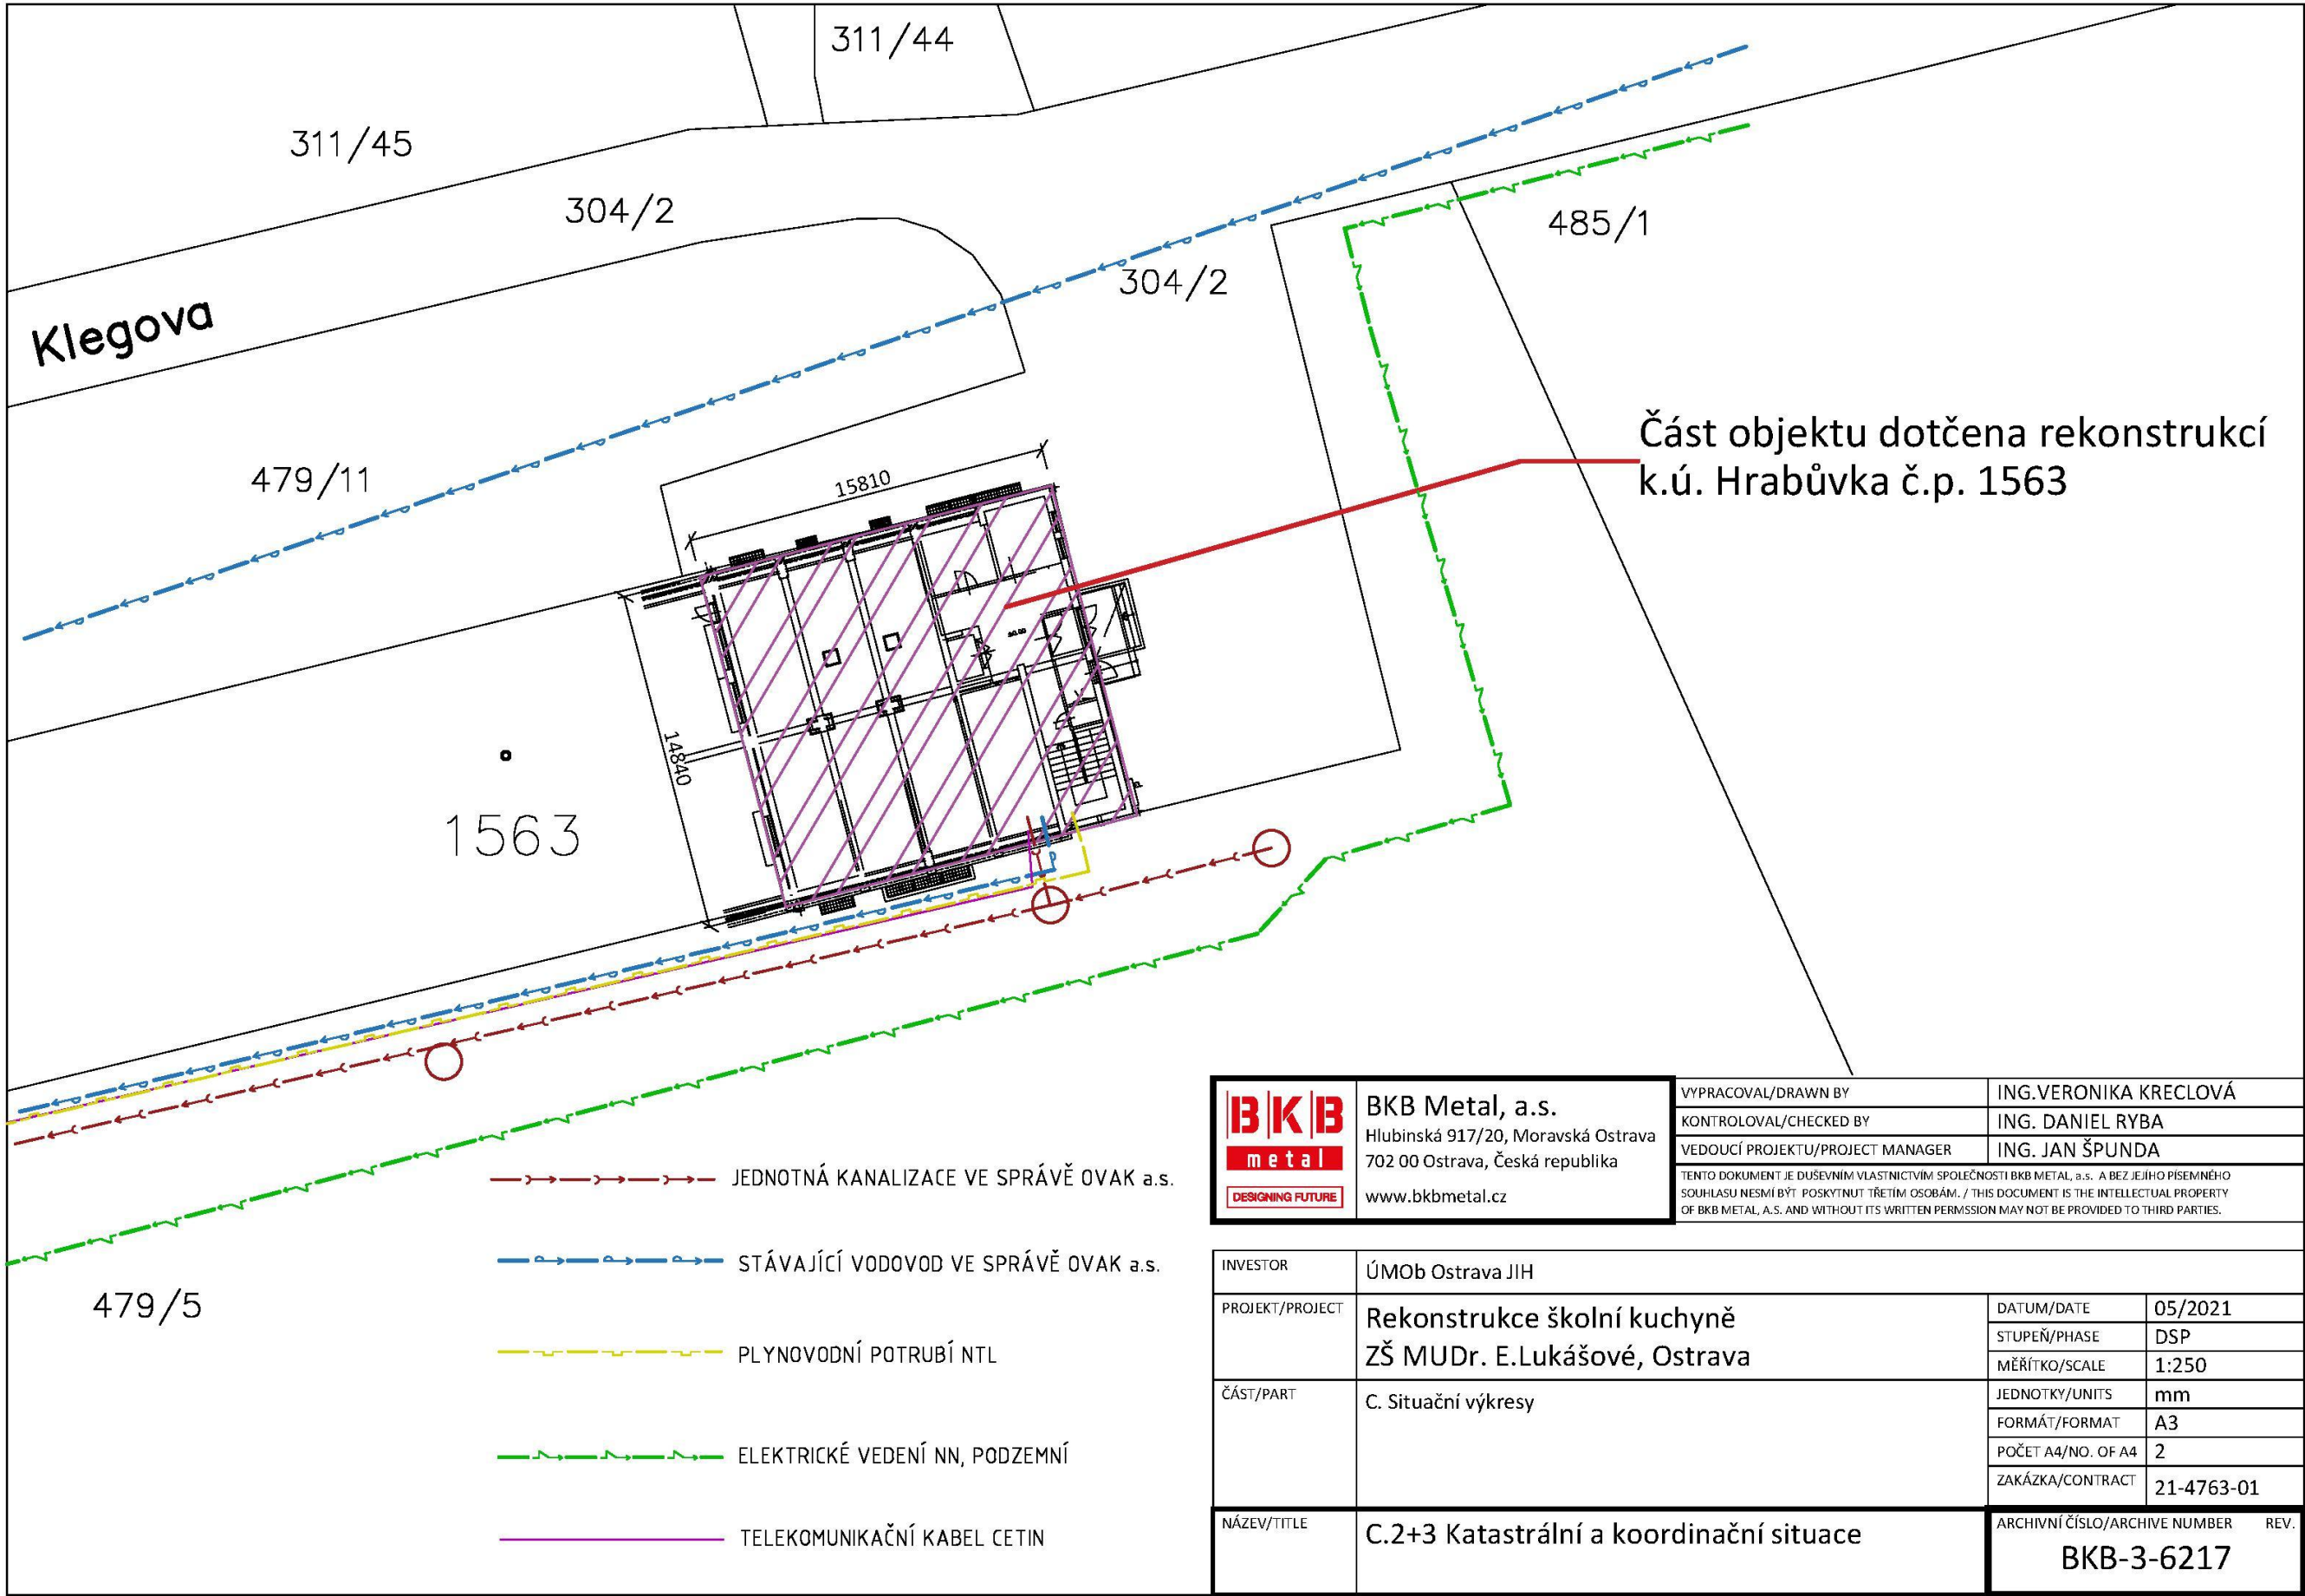 311/44
311/45
304/2
485/1
304/2
Klegova
479/11
Část objektu dotčena rekonstrukcí
k.ú. Hrabůvka č.p. 1563
15810
14840
1563
479/5
JEDNOTNÁ KANALIZACE VE SPRÁVĚ OVAK a.s.
STÁVAJÍCÍ VODOVOD VE SPRÁVĚ OVAK a.s.
PLYNOVODNÍ POTRUBÍ NTL
ELEKTRICKÉ VEDENÍ NN, PODZEMNÍ
TELEKOMUNIKAČNÍ KABEL CETIN
BKB
metal
DESIGNING FUTURE
BKB Metal, a.s.
Hlubinská 917/20, Moravská Ostrava
702 00 Ostrava, Česká republika
www.bkbmetal.cz
VYPRACOVAL/DRAWN BY ING.VERONIKA KRECLOVÁ
KONTROLOVAL/CHECKED BY ING. DANIEL RYBA
VEDOUCÍ PROJEKTU/PROJECT MANAGER ING. JAN ŠPUNDA
TENTO DOKUMENT JE DUŠEVNÍM VLASTNICTVÍM SPOLEČNOSTI BKB METAL, a.s. A BEZ JEJÍHO PÍSEMNÉHO
SOUHLASU NESMÍ BÝT POSKYTNUT TŘETÍM OSOBÁM. / THIS DOCUMENT IS THE INTELLECTUAL PROPERTY
OF BKB METAL, A.S. AND WITHOUT ITS WRITTEN PERMSSION MAY NOT BE PROVIDED TO THIRD PARTIES.
INVESTOR ÚMOb Ostrava JIH
PROJEKT/PROJECT Rekonstrukce školní kuchyně
ZŠ MUDr. E.Lukášové, Ostrava
DATUM/DATE 05/2021
STUPEŇ/PHASE DSP
MĚŘÍTKO/SCALE 1:250
ČÁST/PART C. Situační výkresy
JEDNOTKY/UNITS mm
FORMÁT/FORMAT A3
POČET A4/NO. OF A4 2
ZAKÁZKA/CONTRACT 21-4763-01
NÁZEV/TITLE C.2+3 Katastrální a koordinační situace
ARCHIVNÍ ČÍSLO/ARCHIVE NUMBER REV.
BKB-3-6217